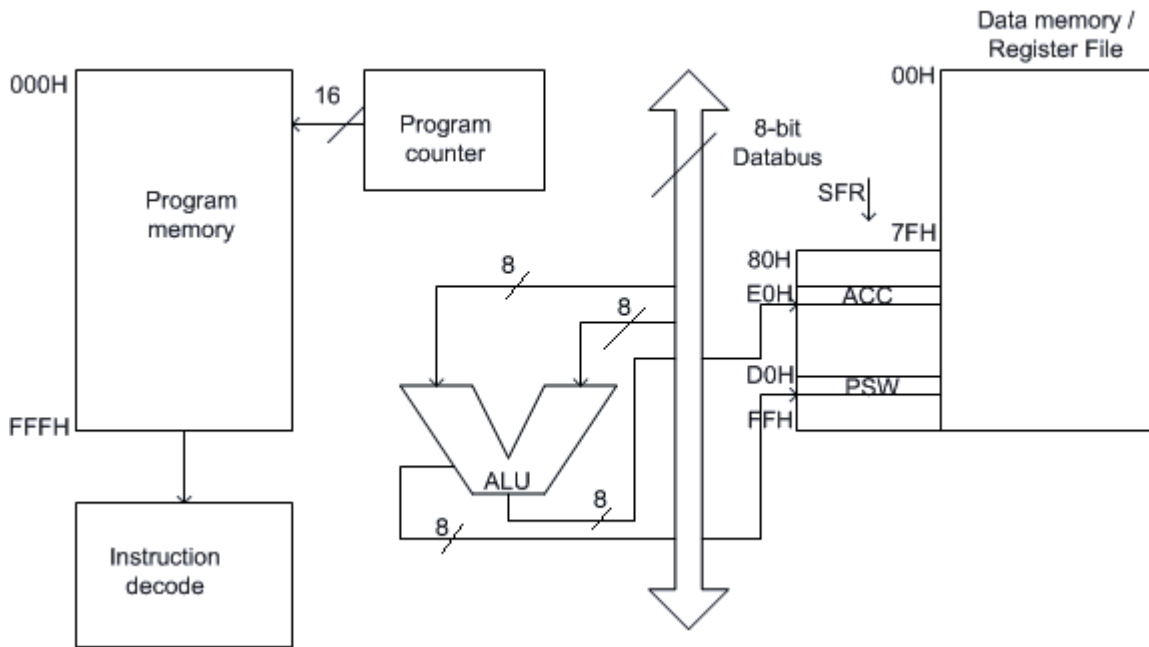 Data memory /
Register File
000H
16
Program
counter
00H
8-bit
Databus
Program
memory
SFR
7FH
80H
8
E0H
ACC
8
D0H
PSW
FFFH
FFH
ALU
8
8
Instruction
decode